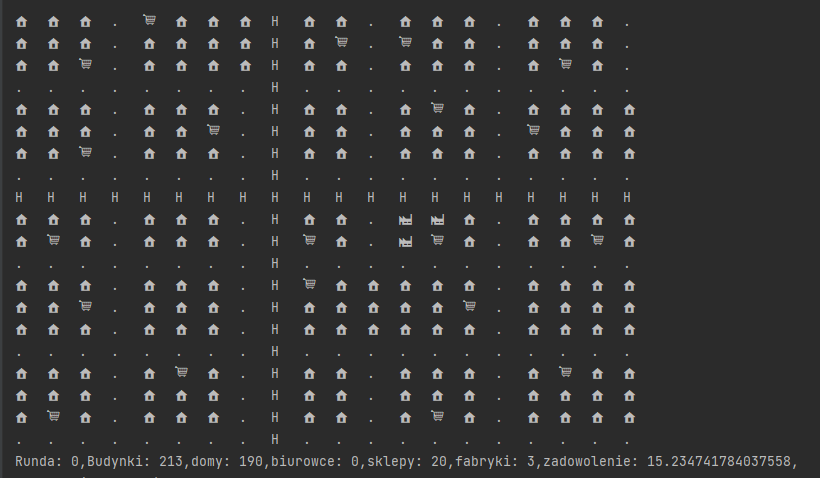 🏠 🏠 🏠 . 🛒 🏠 🏠 🏠 H 🏠 🏠 . 🏠 🏠 🏠 . 🏠 🏠 🏠 .
🏠 🏠 🏠 . 🏠 🏠 🏠 🏠 H 🏠 🛒 . 🛒 🏠 🏠 . 🏠 🏠 🏠 .
🏠 🏠 🛒 . 🏠 🏠 🏠 🏠 H 🏠 🏠 . 🏠 🏠 🏠 . 🏠 🛒 🏠 .
. . . . . . . . H . . . . . . . . . . .
🏠 🏠 🏠 . 🏠 🏠 🏠 . H 🏠 🏠 . 🏠 🛒 🏠 . 🏠 🏠 🏠 🏠
🏠 🏠 🏠 . 🏠 🏠 🛒 . H 🏠 🏠 . 🏠 🏠 🏠 . 🛒 🏠 🏠 🏠
🏠 🏠 🛒 . 🏠 🏠 🏠 . H 🏠 🏠 . 🏠 🏠 🏠 . 🏠 🏠 🏠 🏠
. . . . . . . . H . . . . . . . . . . .
H H H H H H H H H H H H H H H H H H H H
🏠 🏠 🏠 . 🏠 🏠 🏠 . H 🏠 🏠 . 🏭 🏭 🏠 . 🏠 🏠 🏠 🏠
🏠 🛒 🏠 . 🏠 🏠 🏠 . H 🛒 🏠 . 🏭 🛒 🏠 . 🏠 🏠 🛒 🏠
. . . . . . . . H . . . . . . . . . . .
🏠 🏠 🏠 . 🏠 🏠 🏠 . H 🛒 🏠 🏠 🏠 🏠 🏠 . 🏠 🏠 🏠 🏠
🏠 🏠 🛒 . 🏠 🏠 🏠 . H 🏠 🏠 🏠 🏠 🏠 🛒 . 🏠 🏠 🏠 🏠
🏠 🏠 🏠 . 🏠 🏠 🏠 . H 🏠 🏠 🏠 🏠 🏠 🏠 . 🏠 🏠 🏠 🏠
. . . . . . . . H . . . . . . . . . . .
🏠 🏠 🏠 . 🏠 🛒 🏠 . H 🏠 🏠 . 🏠 🏠 🏠 . 🏠 🛒 🏠 🏠
🏠 🏠 🏠 . 🏠 🏠 🏠 . H 🏠 🏠 . 🏠 🏠 🏠 . 🏠 🏠 🏠 🏠
🏠 🛒 🏠 . 🏠 🏠 🏠 . H 🏠 🏠 . 🏠 🛒 🏠 . 🏠 🏠 🏠 🏠
. . . . . . . . H . . . . . . . . . . .
Runda: 0,Budynki: 213,domy: 190,biurowce: 0,sklepy: 20,fabryki: 3,zadowolenie: 15.234741784037558,